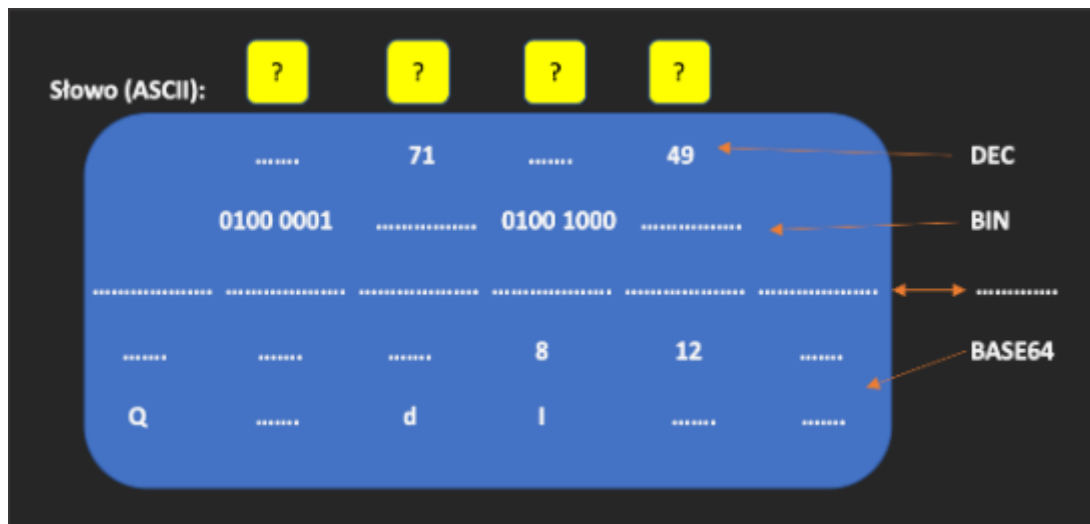 ? ? ? ?
Słowo (ASCII):
....... 71 ....... 49 DEC
0100 0001 ............... 0100 1000 ............... BIN
.................. .................. .................. .................. .................. .................. ............
....... ....... ....... 8 12 ....... BASE64
Q ....... d I ....... .......